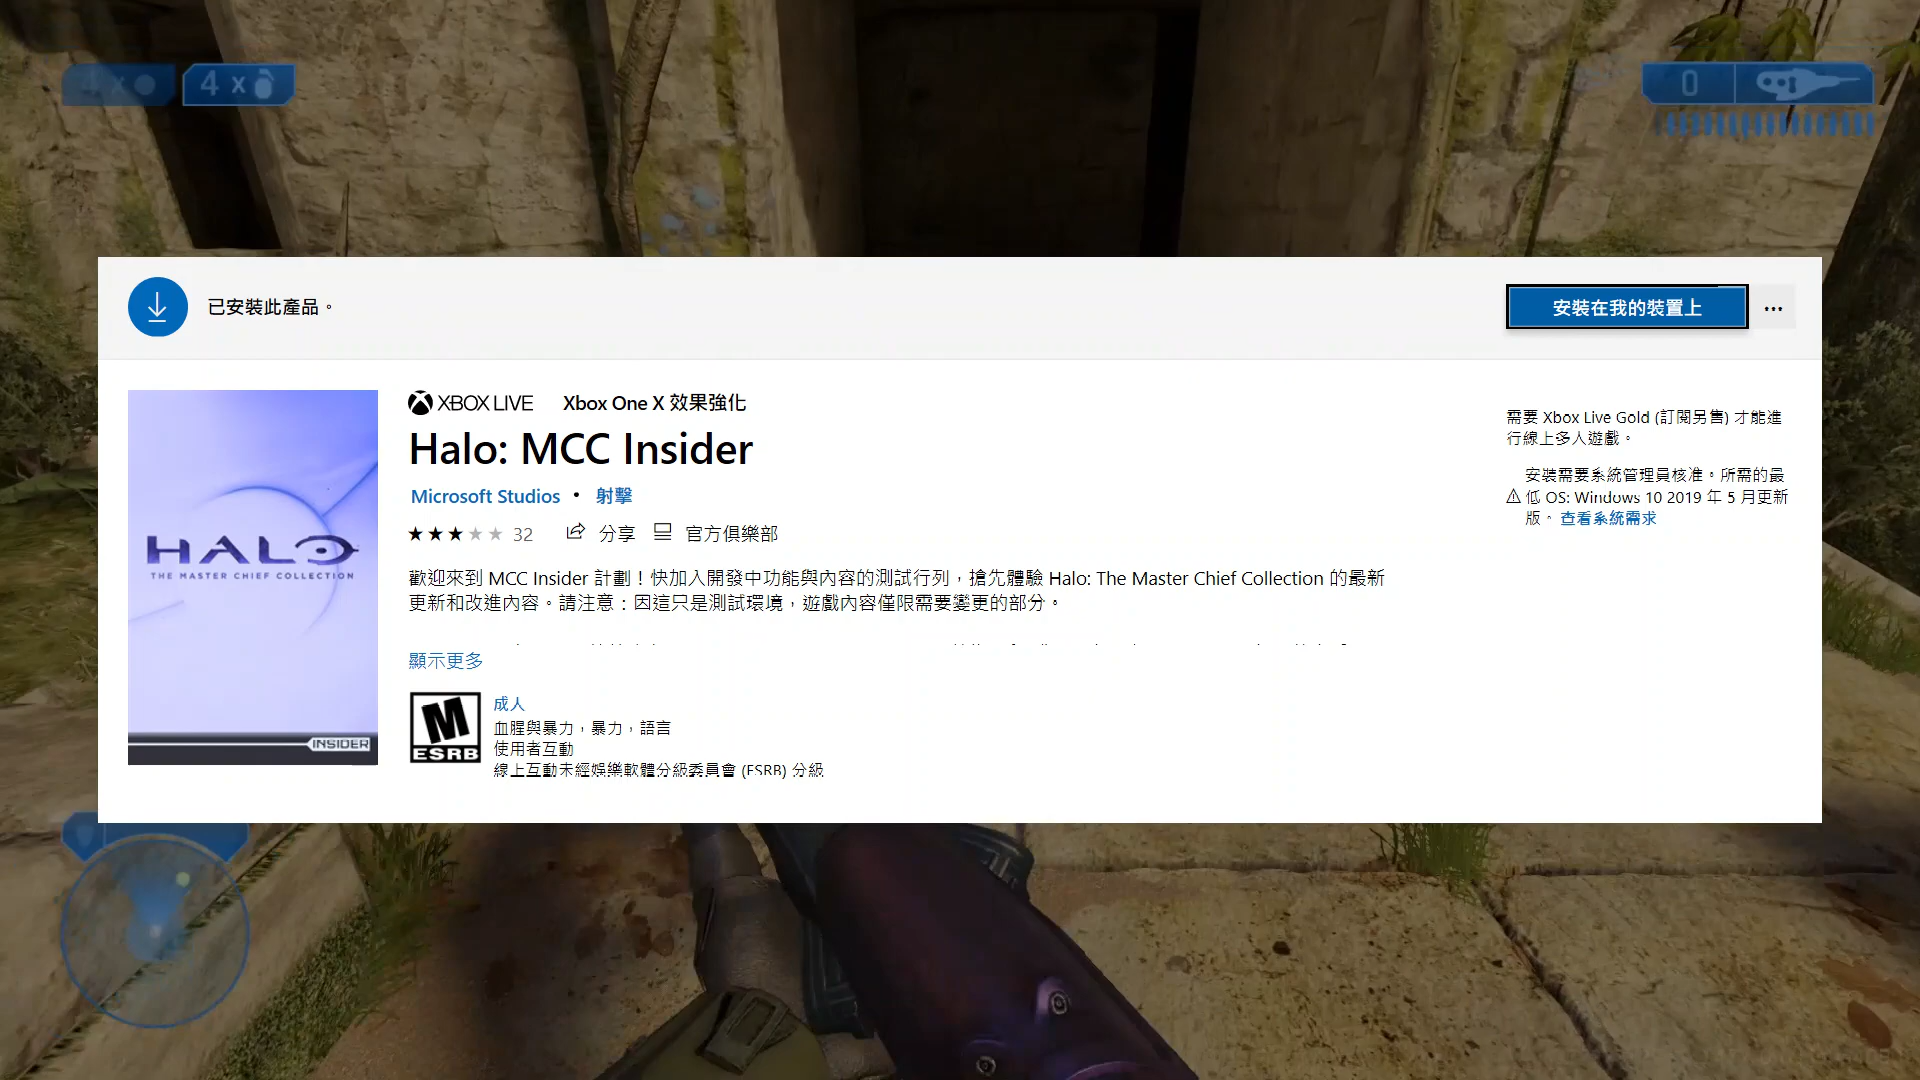 4 x
4 x
0
已安裝此產品。
安裝在我的裝置上
HALO
THE MASTER CHIEF COLLECTION
INSIDER
XBOX LIVE Xbox One X 效果強化
Halo: MCC Insider
Microsoft Studios • 射擊
32 分享 官方俱樂部
歡迎來到 MCC Insider 計劃！快加入開發中功能與內容的測試行列，搶先體驗 Halo: The Master Chief Collection 的最新
更新和改進內容。請注意：因這只是測試環境，遊戲內容僅限需要變更的部分。
顯示更多
M
ESRB
成人
血腥與暴力，暴力，語言
使用者互動
線上互動未經娛樂軟體分級委員會 (ESRB) 分級
需要 Xbox Live Gold (訂閱另售) 才能進
行線上多人遊戲。
安裝需要系統管理員核准。所需的最
低 OS: Windows 10 2019 年 5 月更新
版。 查看系統需求